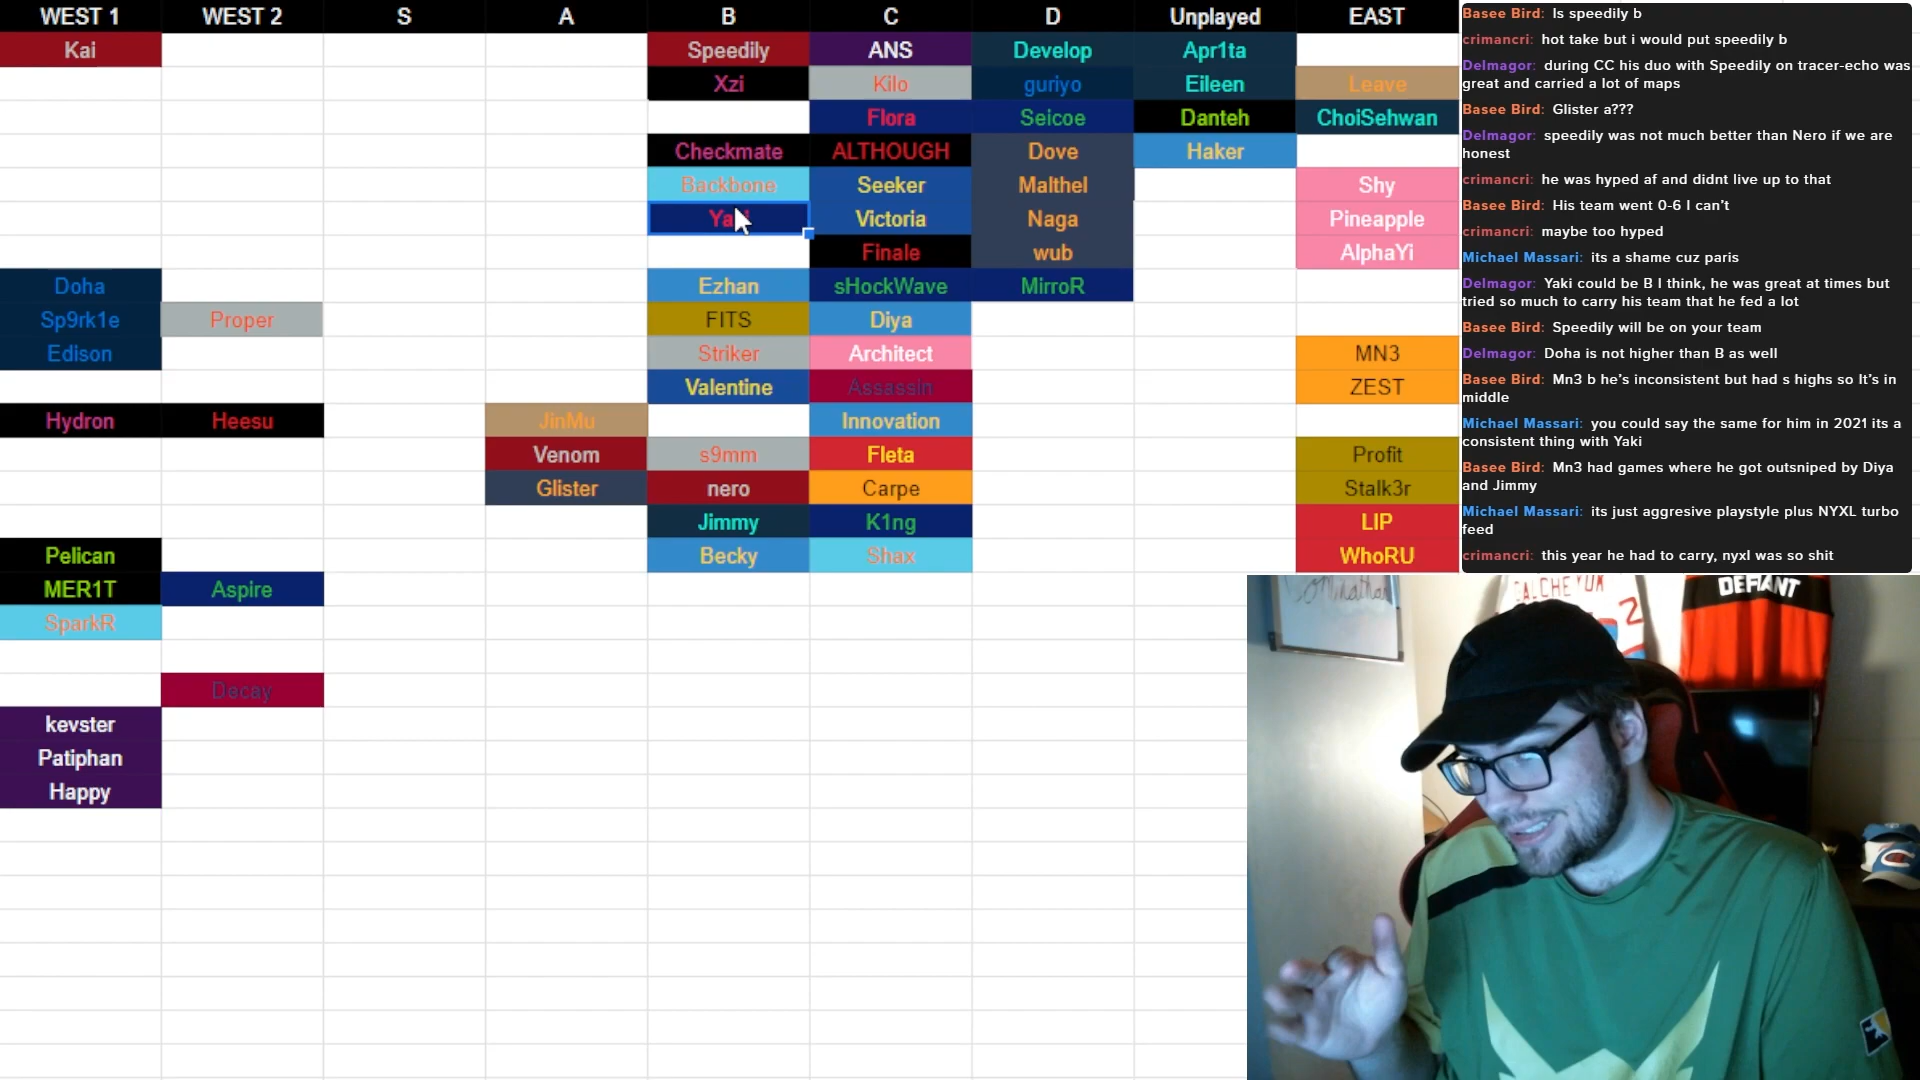 WEST 1 WEST 2 S A B C D Unplayed EAST
Kai Speedily ANS Develop Apr1ta
Xzi Kilo guriyo Eileen Leave
Flora Seicoe Danteh ChoiSehwan
Checkmate ALTHOUGH Dove Haker
Backbone Seeker Malthel Shy
Victoria Naga Pineapple
Finale wub AlphaYi
Doha Ezhan sHockWave MirroR
Sp9rk1e Proper FITS Diya
Edison Striker Architect MN3
Valentine Assassin ZEST
Hydron Heesu JinMu Innovation
Venom s9mm Fleta Profit
Glister nero Carpe Stalk3r
Jimmy K1ng LIP
Pelican Becky Shax WhoRU
MER1T Aspire
SparkR
Decay
kevster
Patiphan
Happy
Basee Bird: Is speedily b
crimancri: hot take but i would put speedily b
Delmagor: during CC his duo with Speedily on tracer-echo was
great and carried a lot of maps
Basee Bird: Glister a???
Delmagor: speedily was not much better than Nero if we are
honest
crimancri: he was hyped af and didnt live up to that
Basee Bird: His team went 0-6 I can't
crimancri: maybe too hyped
Michael Massari: its a shame cuz paris
Delmagor: Yaki could be B I think, he was great at times but
tried so much to carry his team that he fed a lot
Basee Bird: Speedily will be on your team
Delmagor: Doha is not higher than B as well
Basee Bird: Mn3 b he's inconsistent but had s highs so It's in
middle
Michael Massari: you could say the same for him in 2021 its a
consistent thing with Yaki
Basee Bird: Mn3 had games where he got outsniped by Diya
and Jimmy
Michael Massari: its just aggresive playstyle plus NYXL turbo
feed
crimancri: this year he had to carry, nyxl was so shit
DEFIANT